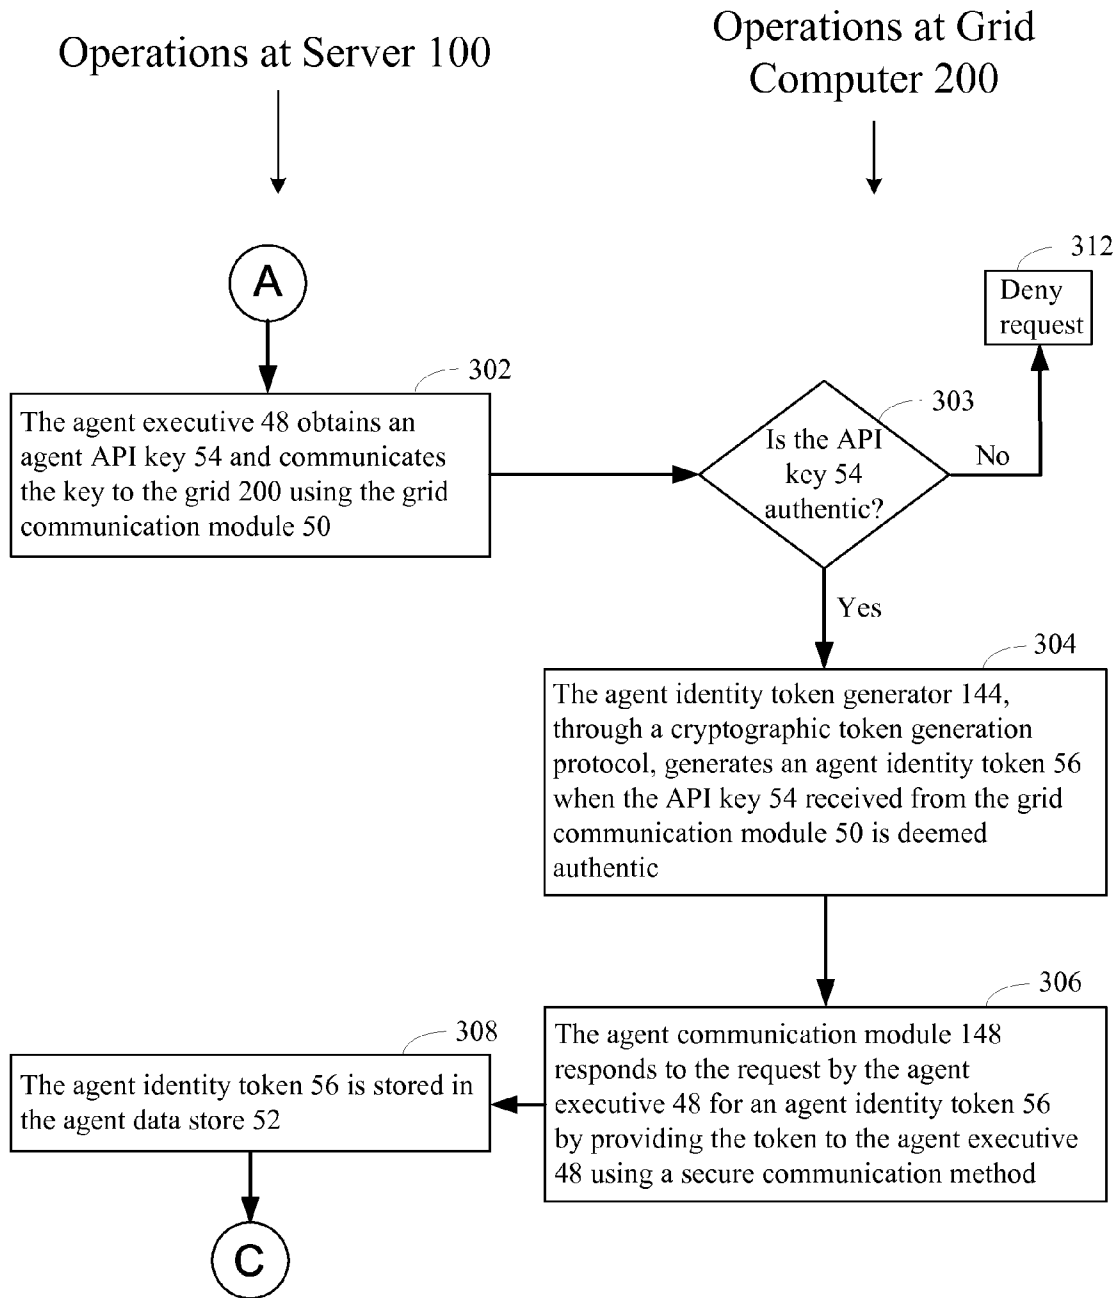 Operations at Server 100
Operations at Grid
Computer 200
312
Deny
request
A
302
The agent executive 48 obtains an
agent API key 54 and communicates
the key to the grid 200 using the grid
communication module 50
303
Is the API
key 54
authentic?
No
Yes
304
The agent identity token generator 144,
through a cryptographic token generation
protocol, generates an agent identity token 56
when the API key 54 received from the grid
communication module 50 is deemed
authentic
306
The agent communication module 148
responds to the request by the agent
executive 48 for an agent identity token 56
by providing the token to the agent executive
48 using a secure communication method
308
The agent identity token 56 is stored in
the agent data store 52
C